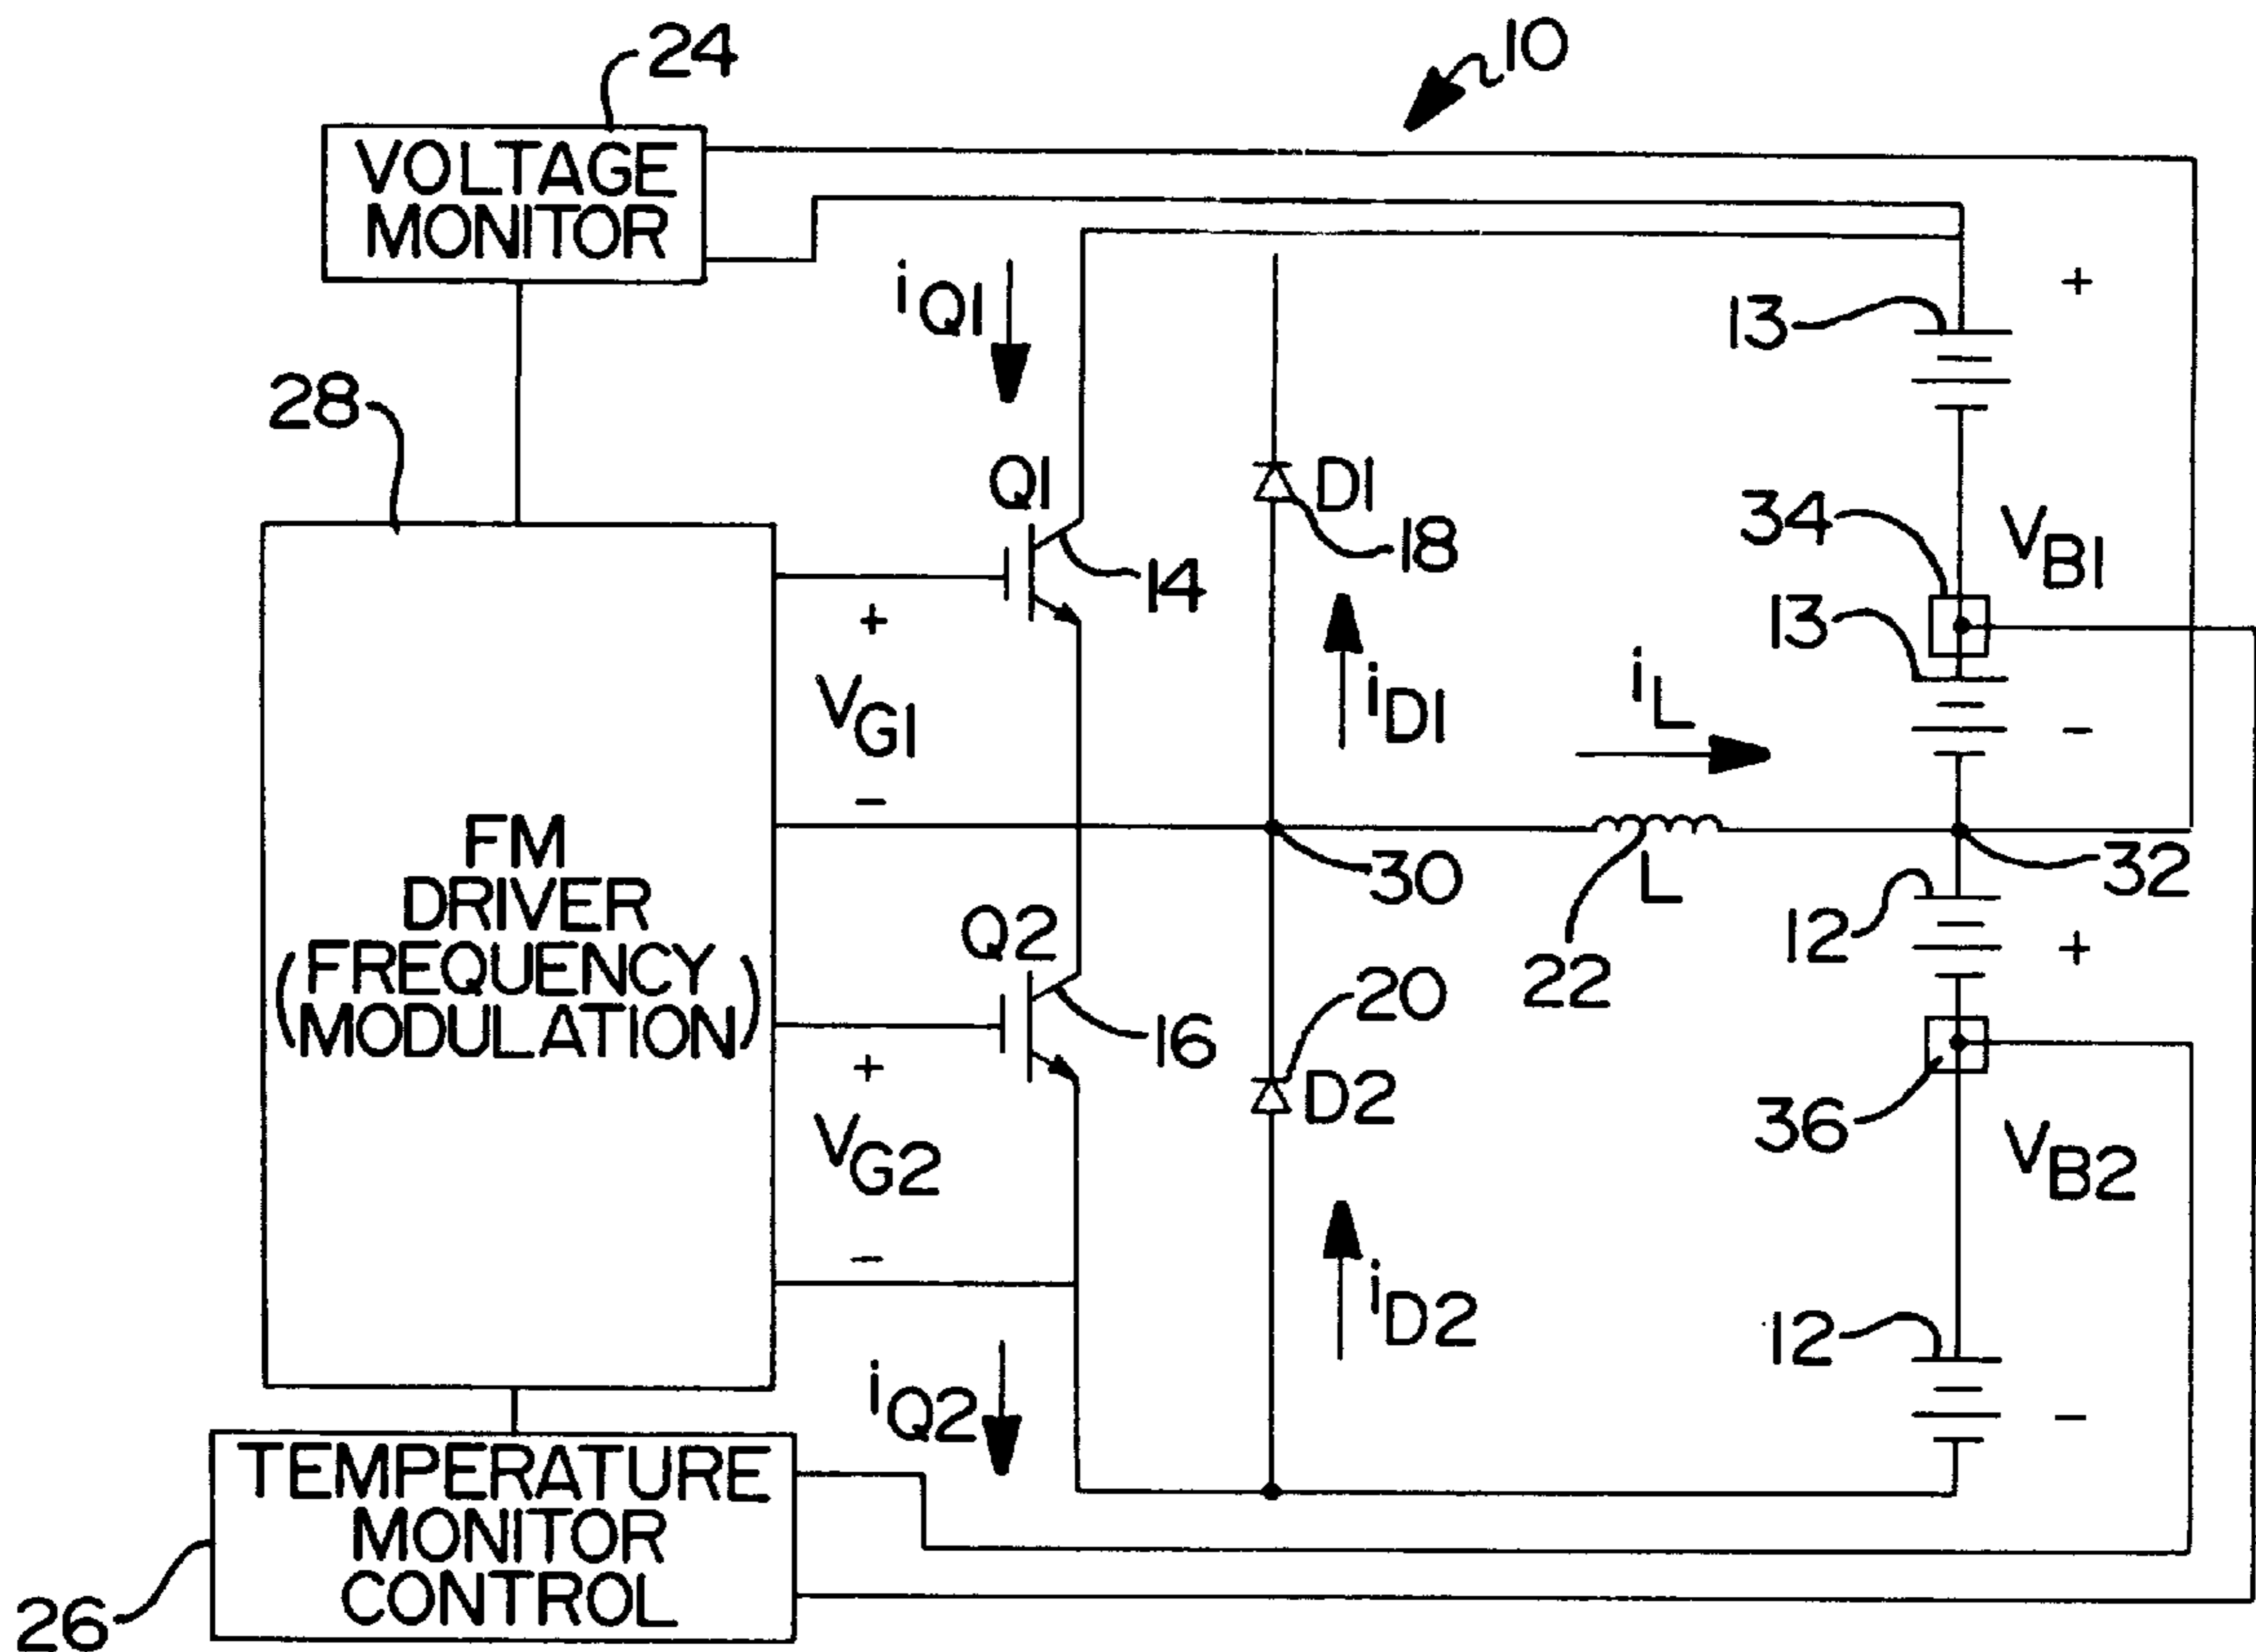 24
10
VOLTAGE
MONITOR
iQ1
+
13
28
Q1
D1
34
VB1
18
14
13
+
VG1
iD1
iL
-
-
FM
DRIVER
(FREQUENCY
MODULATION)
30
L
32
Q2
22
12
+
20
16
+
D2
36
VG2
VB2
-
iD2
12
iQ2
-
TEMPERATURE
MONITOR
CONTROL
26